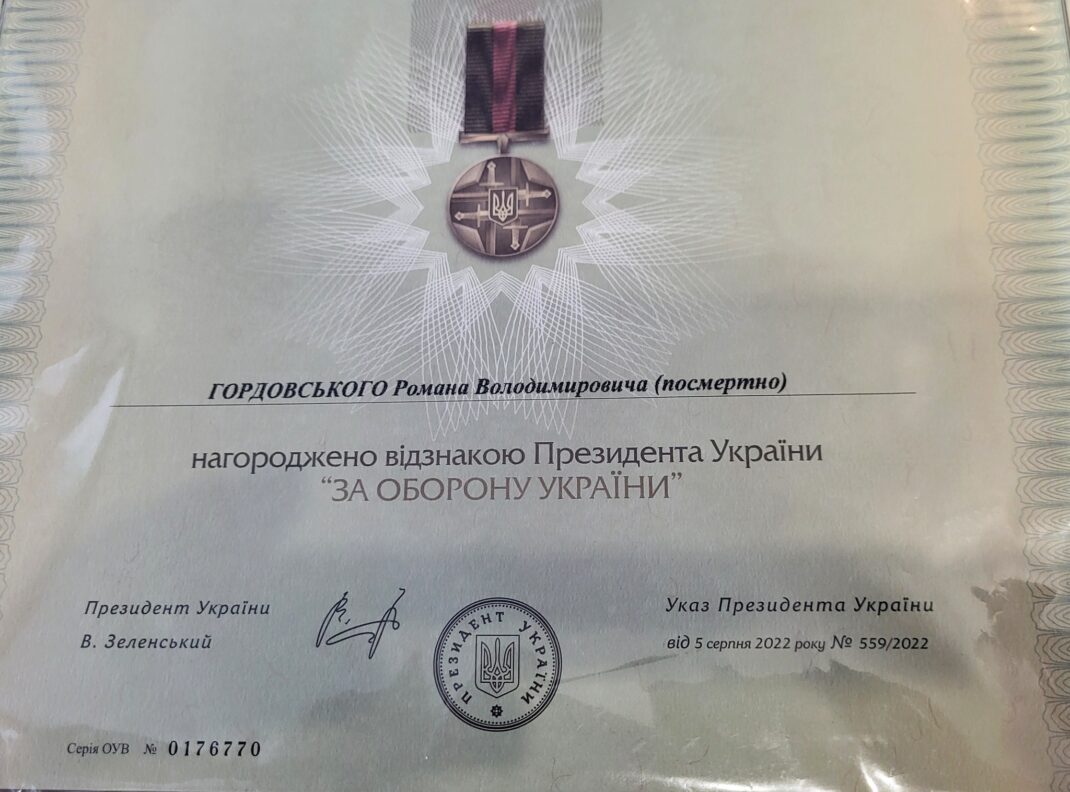 ГОРДОВСЬКОГО Романа Володимировича (посмертно)
нагороджено відзнакою Президента України
“ЗА ОБОРОНУ УКРАЇНИ”
Президент України
В. Зеленський
ПРЕЗИДЕНТ УКРАЇНИ
Указ Президента України
від 5 серпня 2022 року № 559/2022
Серія ОУВ № 0176770